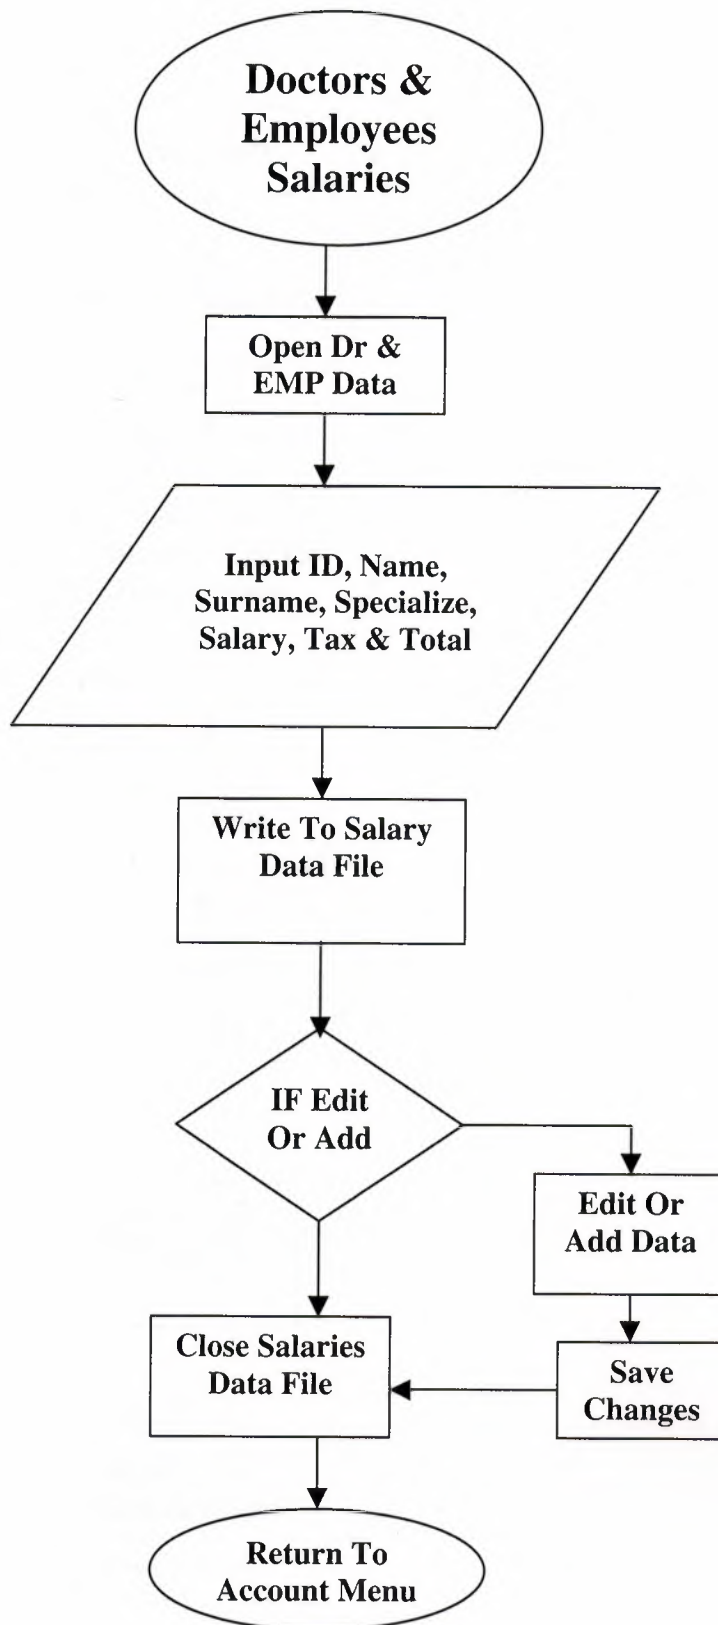 Doctors &
Employees
Salaries
Open Dr &
EMP Data
Input ID, Name,
Surname, Specialize,
Salary, Tax & Total
Write To Salary
Data File
IF Edit
Or Add
Edit Or
Add Data
Close Salaries
Data File
Save
Changes
Return To
Account Menu